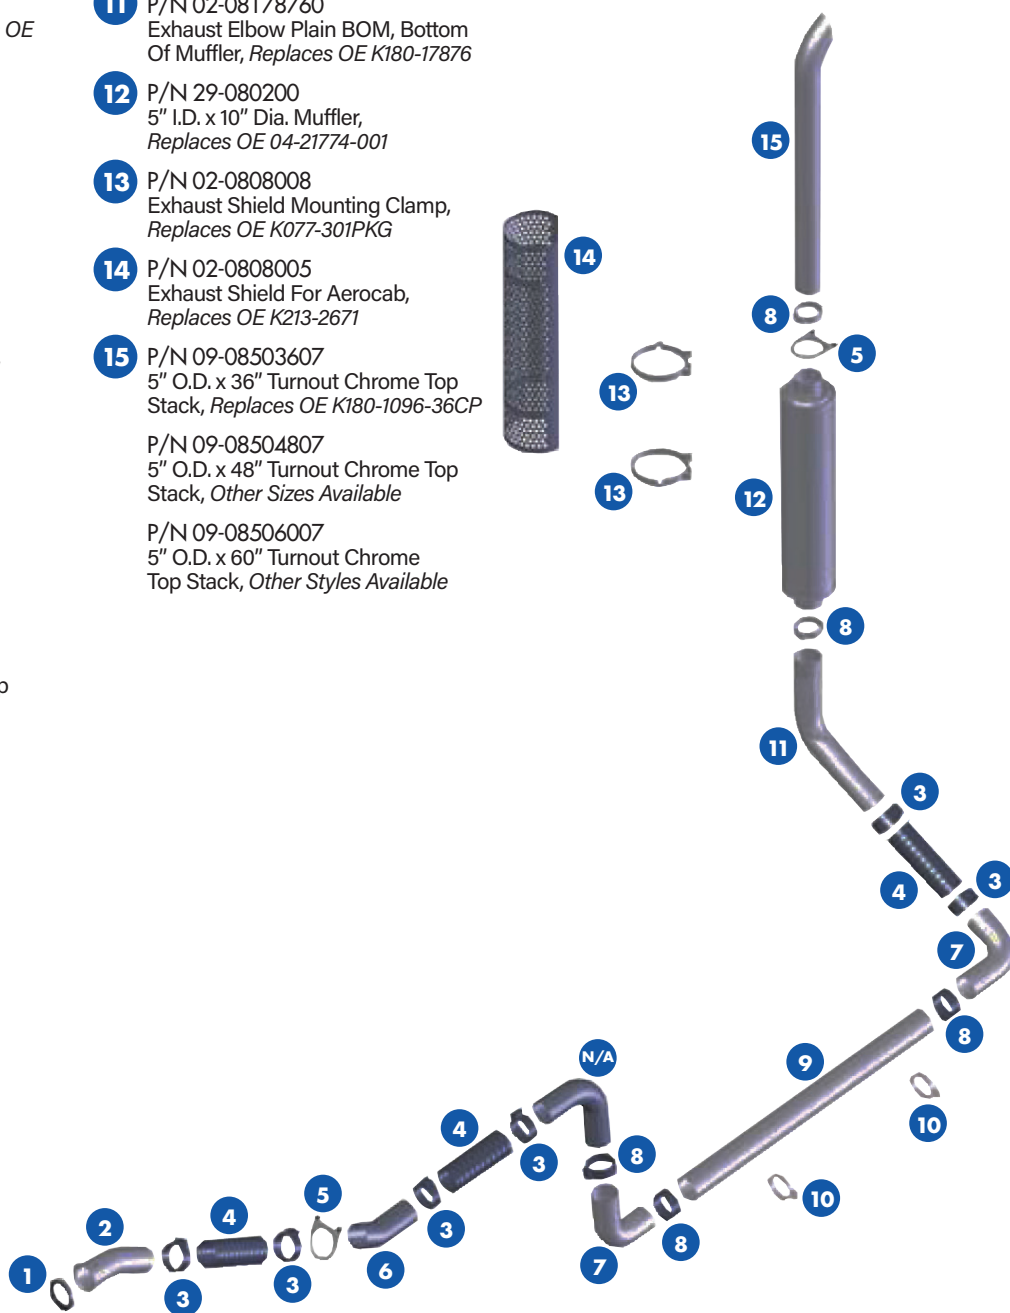 OE
11 P/N 02-08178760
Exhaust Elbow Plain BOM, Bottom
Of Muffler, Replaces OE K180-17876
12 P/N 29-080200
5" I.D. x 10" Dia. Muffler,
Replaces OE 04-21774-001
13 P/N 02-0808008
Exhaust Shield Mounting Clamp,
Replaces OE K077-301PKG
14 P/N 02-0808005
Exhaust Shield For Aerocab,
Replaces OE K213-2671
15 P/N 09-08503607
5" O.D. x 36" Turnout Chrome Top
Stack, Replaces OE K180-1096-36CP
P/N 09-08504807
5" O.D. x 48" Turnout Chrome Top
Stack, Other Sizes Available
P/N 09-08506007
5" O.D. x 60" Turnout Chrome
Top Stack, Other Styles Available
15
14
8
5
13
13
12
8
11
3
4
3
7
8
9
10
10
N/A
4
3
8
8
7
5
3
6
4
3
2
3
1